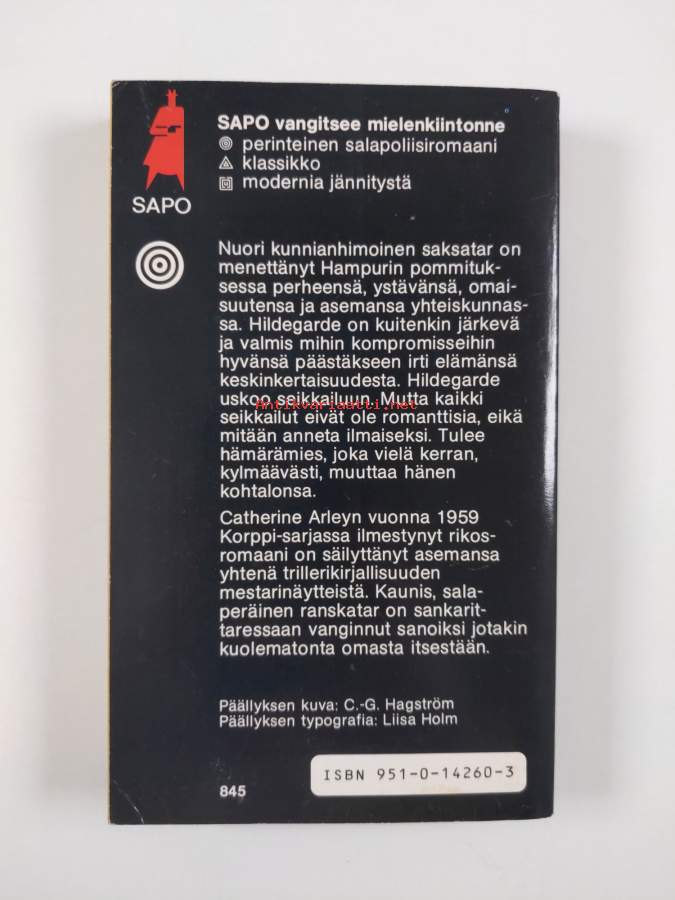 SAPO vangitsee mielenkiintonne
perinteinen salapoliisiromaani
klassikko
modernia jännitystä
SAPO
Nuori kunnianhimoinen saksatar on
menettänyt Hampurin pommituk-
sessa perheensä, ystävänsä, omai-
suutensa ja asemansa yhteiskunnas-
sa. Hildegarde on kuitenkin järkevä
ja valmis mihin kompromisseihin
hyvänsä päästäkseen irti elämänsä
keskinkertaisuudesta. Hildegarde
uskoo seikkailuun. Mutta kaikki
Antikvariaatti.net
seikkailut eivät ole romanttisia, eikä
mitään anneta ilmaiseksi. Tulee
hämärämies, joka vielä kerran,
kylmäävästi, muuttaa hänen
kohtalonsa.
Catherine Arleyn vuonna 1959
Korppi-sarjassa ilmestynyt rikos-
romaani on säilyttänyt asemansa
yhtenä trillerikirjallisuuden
mestarinäytteistä. Kaunis, sala-
peräinen ranskatar on sankarit-
taressaan vanginnut sanoiksi jotakin
kuolematonta omasta itsestään.
Päällyksen kuva: C.-G. Hagström
Päällyksen typografia: Liisa Holm
ISBN 951-0-14260-3
845